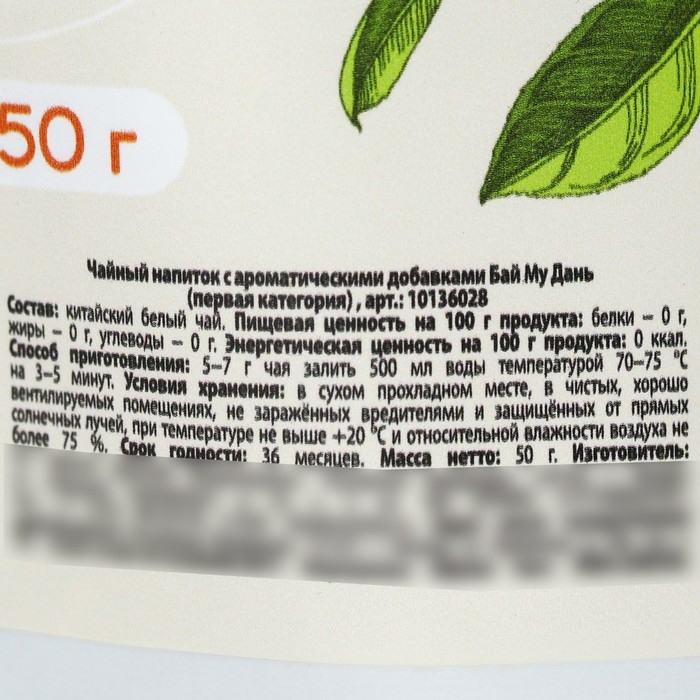 50 г
Чайный напиток с ароматическими добавками Бай Му Дань
(первая категория) , арт.: 10136028
Состав: китайский белый чай. Пищевая ценность на 100 г продукта: белки – 0 г,
жиры – 0 г, углеводы – 0 г. Энергетическая ценность на 100 г продукта: 0 ккал.
Способ приготовления: 5–7 г чая залить 500 мл воды температурой 70–75 °C
на 3–5 минут. Условия хранения: в сухом прохладном месте, в чистых, хорошо
вентилируемых помещениях, не заражённых вредителями и защищённых от прямых
солнечных лучей, при температуре не выше +20 °C и относительной влажности воздуха не
более 75 %. Срок годности: 36 месяцев. Масса нетто: 50 г. Изготовитель: